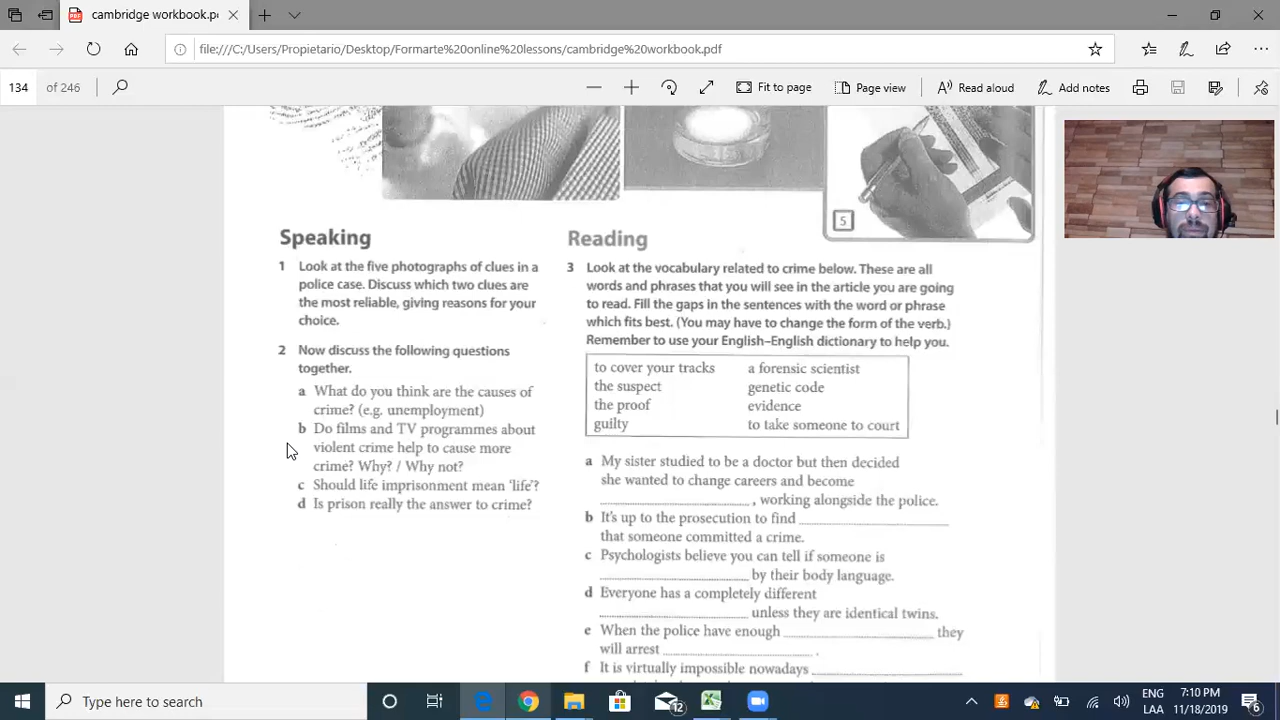 cambridge workbook.pd
file:///C:/Users/Propietario/Desktop/Formarte%20online%20lessons/cambridge%20workbook.pdf
134 of 246
Fit to page
Page view
Read aloud
Add notes
5
Speaking
1 Look at the five photographs of clues in a
police case. Discuss which two clues are
the most reliable, giving reasons for your
choice.
2 Now discuss the following questions
together.
a What do you think are the causes of
crime? (e.g. unemployment)
b Do films and TV programmes about
violent crime help to cause more
crime? Why? / Why not?
c Should life imprisonment mean 'life'?
d Is prison really the answer to crime?
Reading
3 Look at the vocabulary related to crime below. These are all
words and phrases that you will see in the article you are going
to read. Fill the gaps in the sentences with the word or phrase
which fits best. (You may have to change the form of the verb.)
Remember to use your English–English dictionary to help you.
to cover your tracks a forensic scientist
the suspect genetic code
the proof evidence
guilty to take someone to court
a My sister studied to be a doctor but then decided
she wanted to change careers and become
, working alongside the police.
b It's up to the prosecution to find
that someone committed a crime.
c Psychologists believe you can tell if someone is
by their body language.
d Everyone has a completely different
unless they are identical twins.
e When the police have enough they
will arrest .
f It is virtually impossible nowadays
Type here to search
12
ENG
LAA
7:10 PM
11/18/2019
6